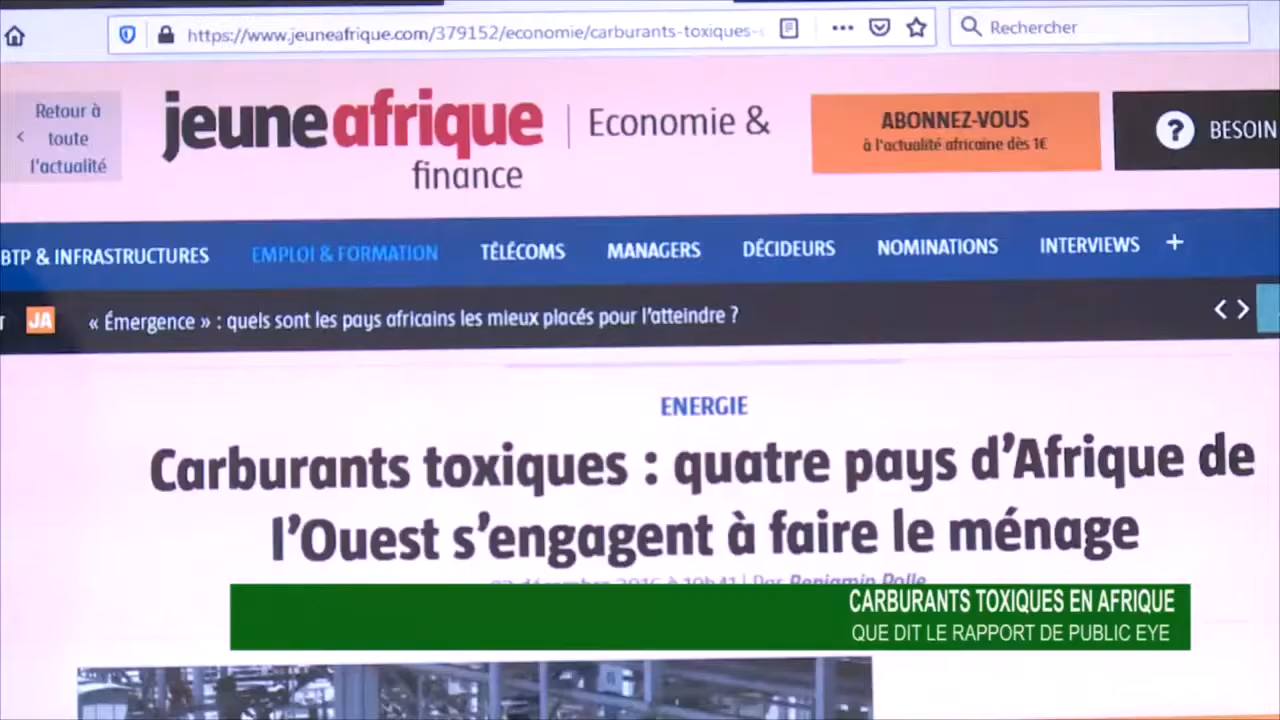 https://www.jeuneafrique.com/379152/economie/carburants-toxiques-
Rechercher
Retour à
toute
l'actualité
jeuneafrique
Economie &
finance
ABONNEZ-VOUS
à l'actualité africaine dès 1€
? BESOIN
BTP & INFRASTRUCTURES EMPLOI & FORMATION TÉLÉCOMS MANAGERS DÉCIDEURS NOMINATIONS INTERVIEWS +
JA « Émergence » : quels sont les pays africains les mieux placés pour l'atteindre ?
ENERGIE
Carburants toxiques : quatre pays d'Afrique de
l'Ouest s'engagent à faire le ménage
CARBURANTS TOXIQUES EN AFRIQUE
QUE DIT LE RAPPORT DE PUBLIC EYE